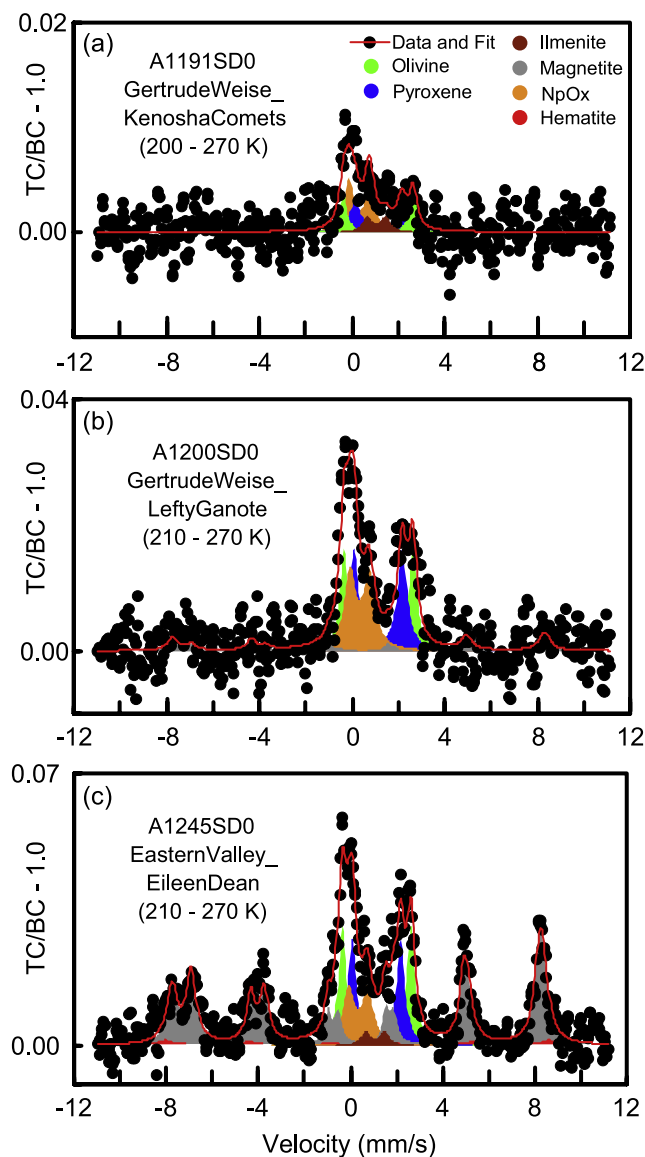 0.02
(a)
A1191SD0
GertrudeWeise_
KenoshaComets
(200 - 270 K)
Data and Fit
Olivine
Pyroxene
Ilmenite
Magnetite
NpOx
Hematite
TC/BC - 1.0
0.00
-12 -8 -4 0 4 8 12
0.04
(b)
A1200SD0
GertrudeWeise_
LeftyGanote
(210 - 270 K)
TC/BC - 1.0
0.00
-12 -8 -4 0 4 8 12
0.07
(c)
A1245SD0
EasternValley_
EileenDean
(210 - 270 K)
TC/BC - 1.0
0.00
-12 -8 -4 0 4 8 12
Velocity (mm/s)